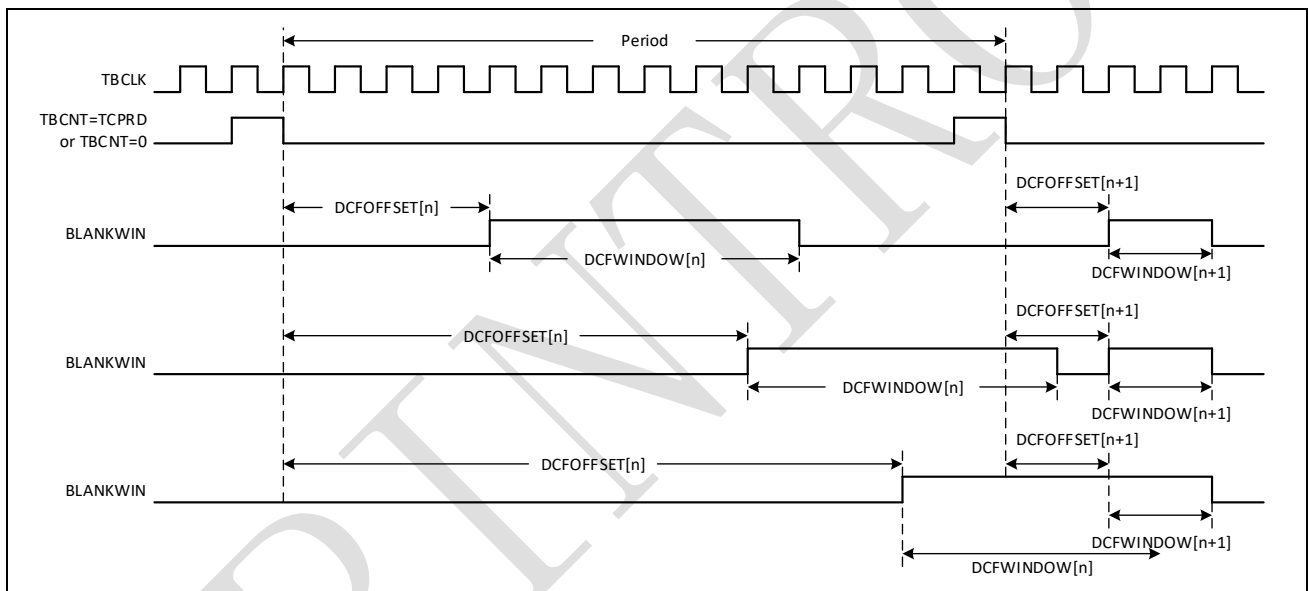 Period
TBCLK
TBCNT=TCPRD
or TBCNT=0
DCFOFFSET[n+1]
DCFOFFSET[n]
BLANKWIN
DCFWINDOW[n]
DCFWINDOW[n+1]
DCFOFFSET[n+1]
DCFOFFSET[n]
BLANKWIN
DCFWINDOW[n]
DCFWINDOW[n+1]
DCFOFFSET[n+1]
DCFOFFSET[n]
BLANKWIN
DCFWINDOW[n+1]
DCFWINDOW[n]